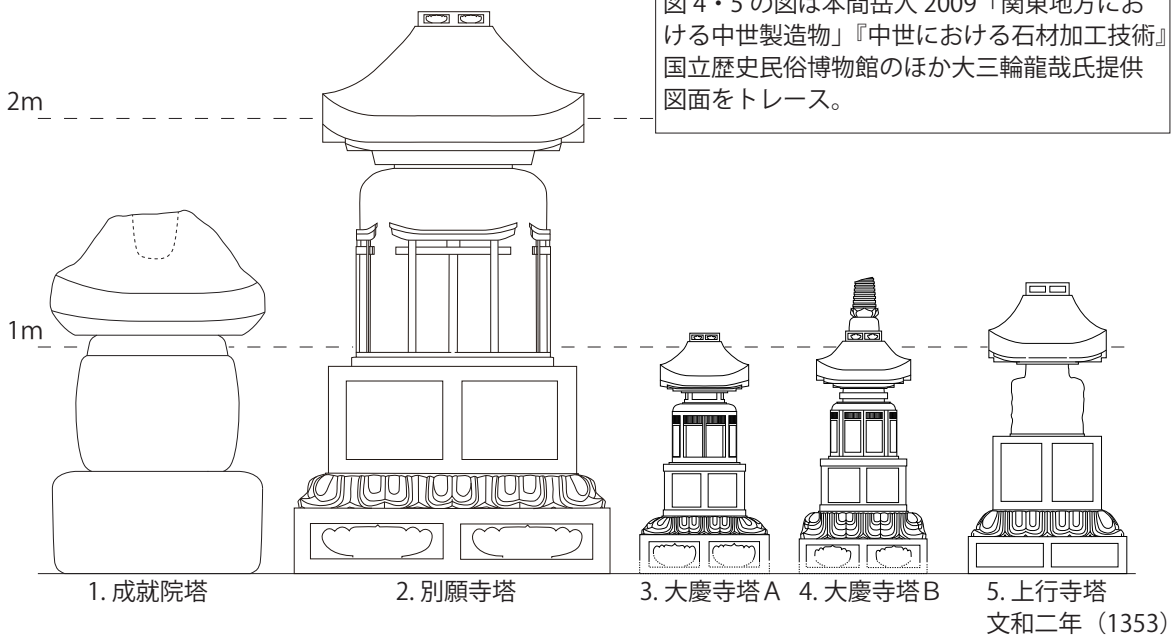 図 4・5 の図は本間岳人 2009「関東地方にお
ける中世製造物」『中世における石材加工技術』
国立歴史民俗博物館のほか大三輪龍哉氏提供
図面をトレース。
2m
1m
1. 成就院塔
2. 別願寺塔
3. 大慶寺塔A
4. 大慶寺塔B
5. 上行寺塔
文和二年（1353）